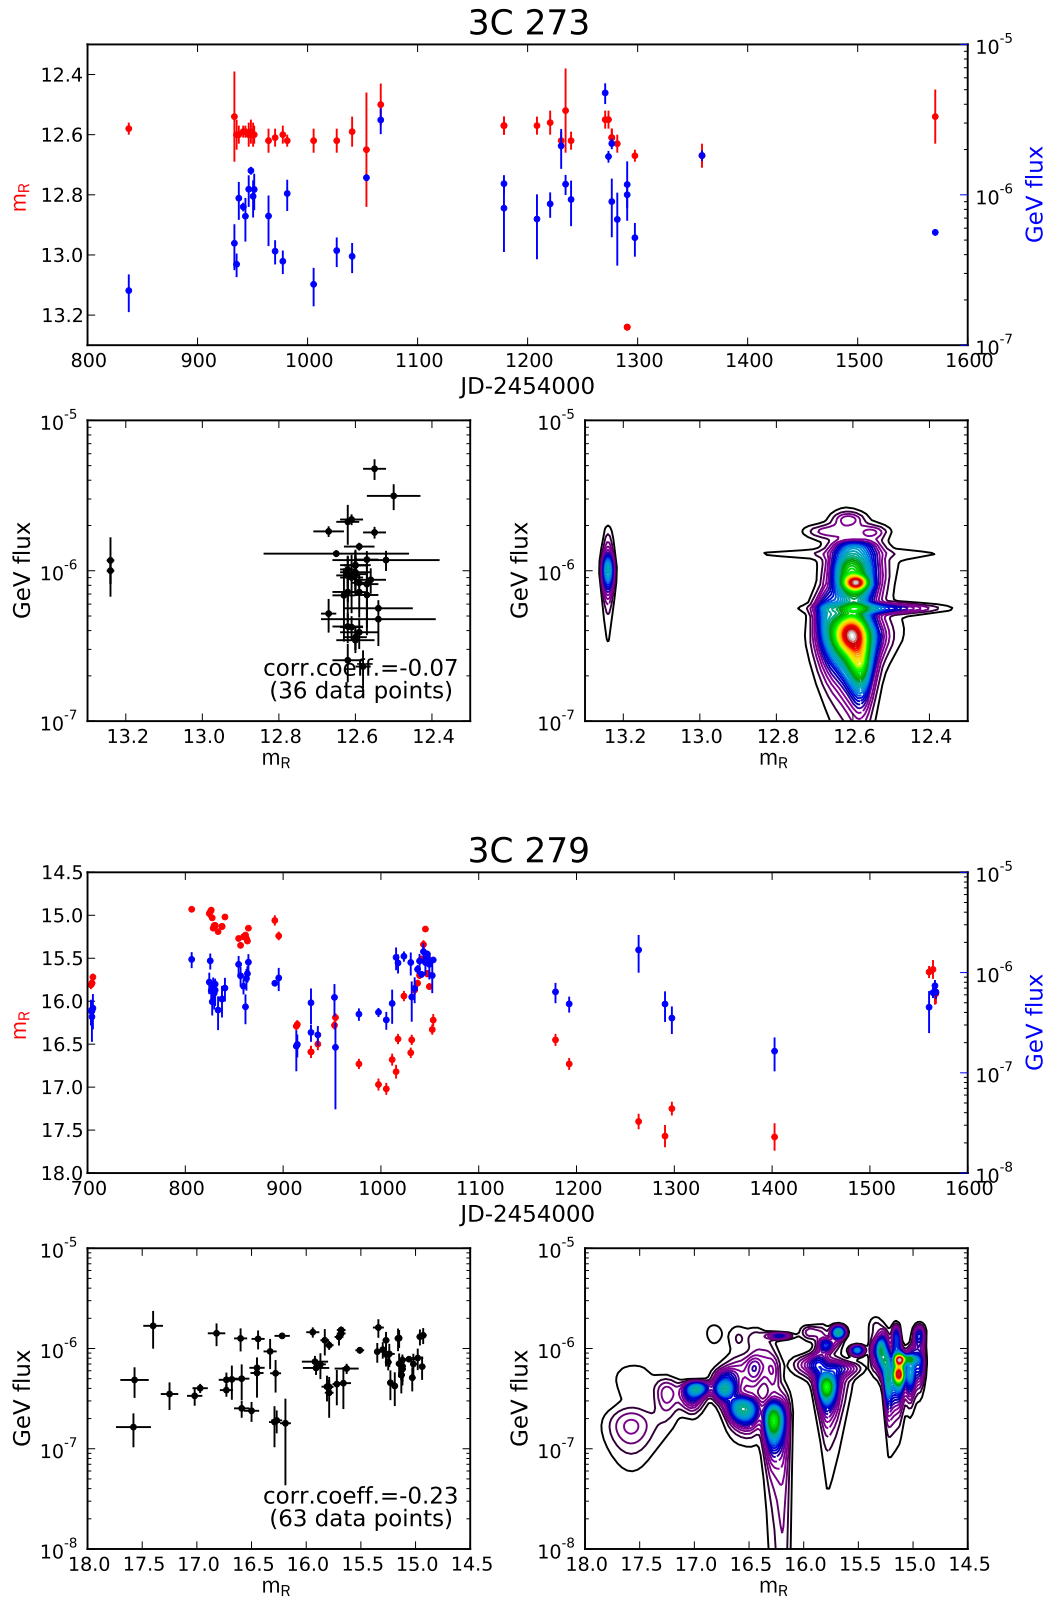 3C 273
12.4
12.6
12.8
13.0
13.2
m_R
10^-5
10^-6
10^-7
GeV flux
800 900 1000 1100 1200 1300 1400 1500 1600
JD-2454000
10^-5
10^-6
10^-7
GeV flux
corr.coeff.=-0.07
(36 data points)
13.2 13.0 12.8 12.6 12.4
m_R
10^-5
10^-6
10^-7
GeV flux
13.2 13.0 12.8 12.6 12.4
m_R
3C 279
14.5
15.0
15.5
16.0
16.5
17.0
17.5
18.0
m_R
10^-5
10^-6
10^-7
10^-8
GeV flux
700 800 900 1000 1100 1200 1300 1400 1500 1600
JD-2454000
10^-5
10^-6
10^-7
10^-8
GeV flux
corr.coeff.=-0.23
(63 data points)
18.0 17.5 17.0 16.5 16.0 15.5 15.0 14.5
m_R
10^-5
10^-6
10^-7
10^-8
GeV flux
18.0 17.5 17.0 16.5 16.0 15.5 15.0 14.5
m_R